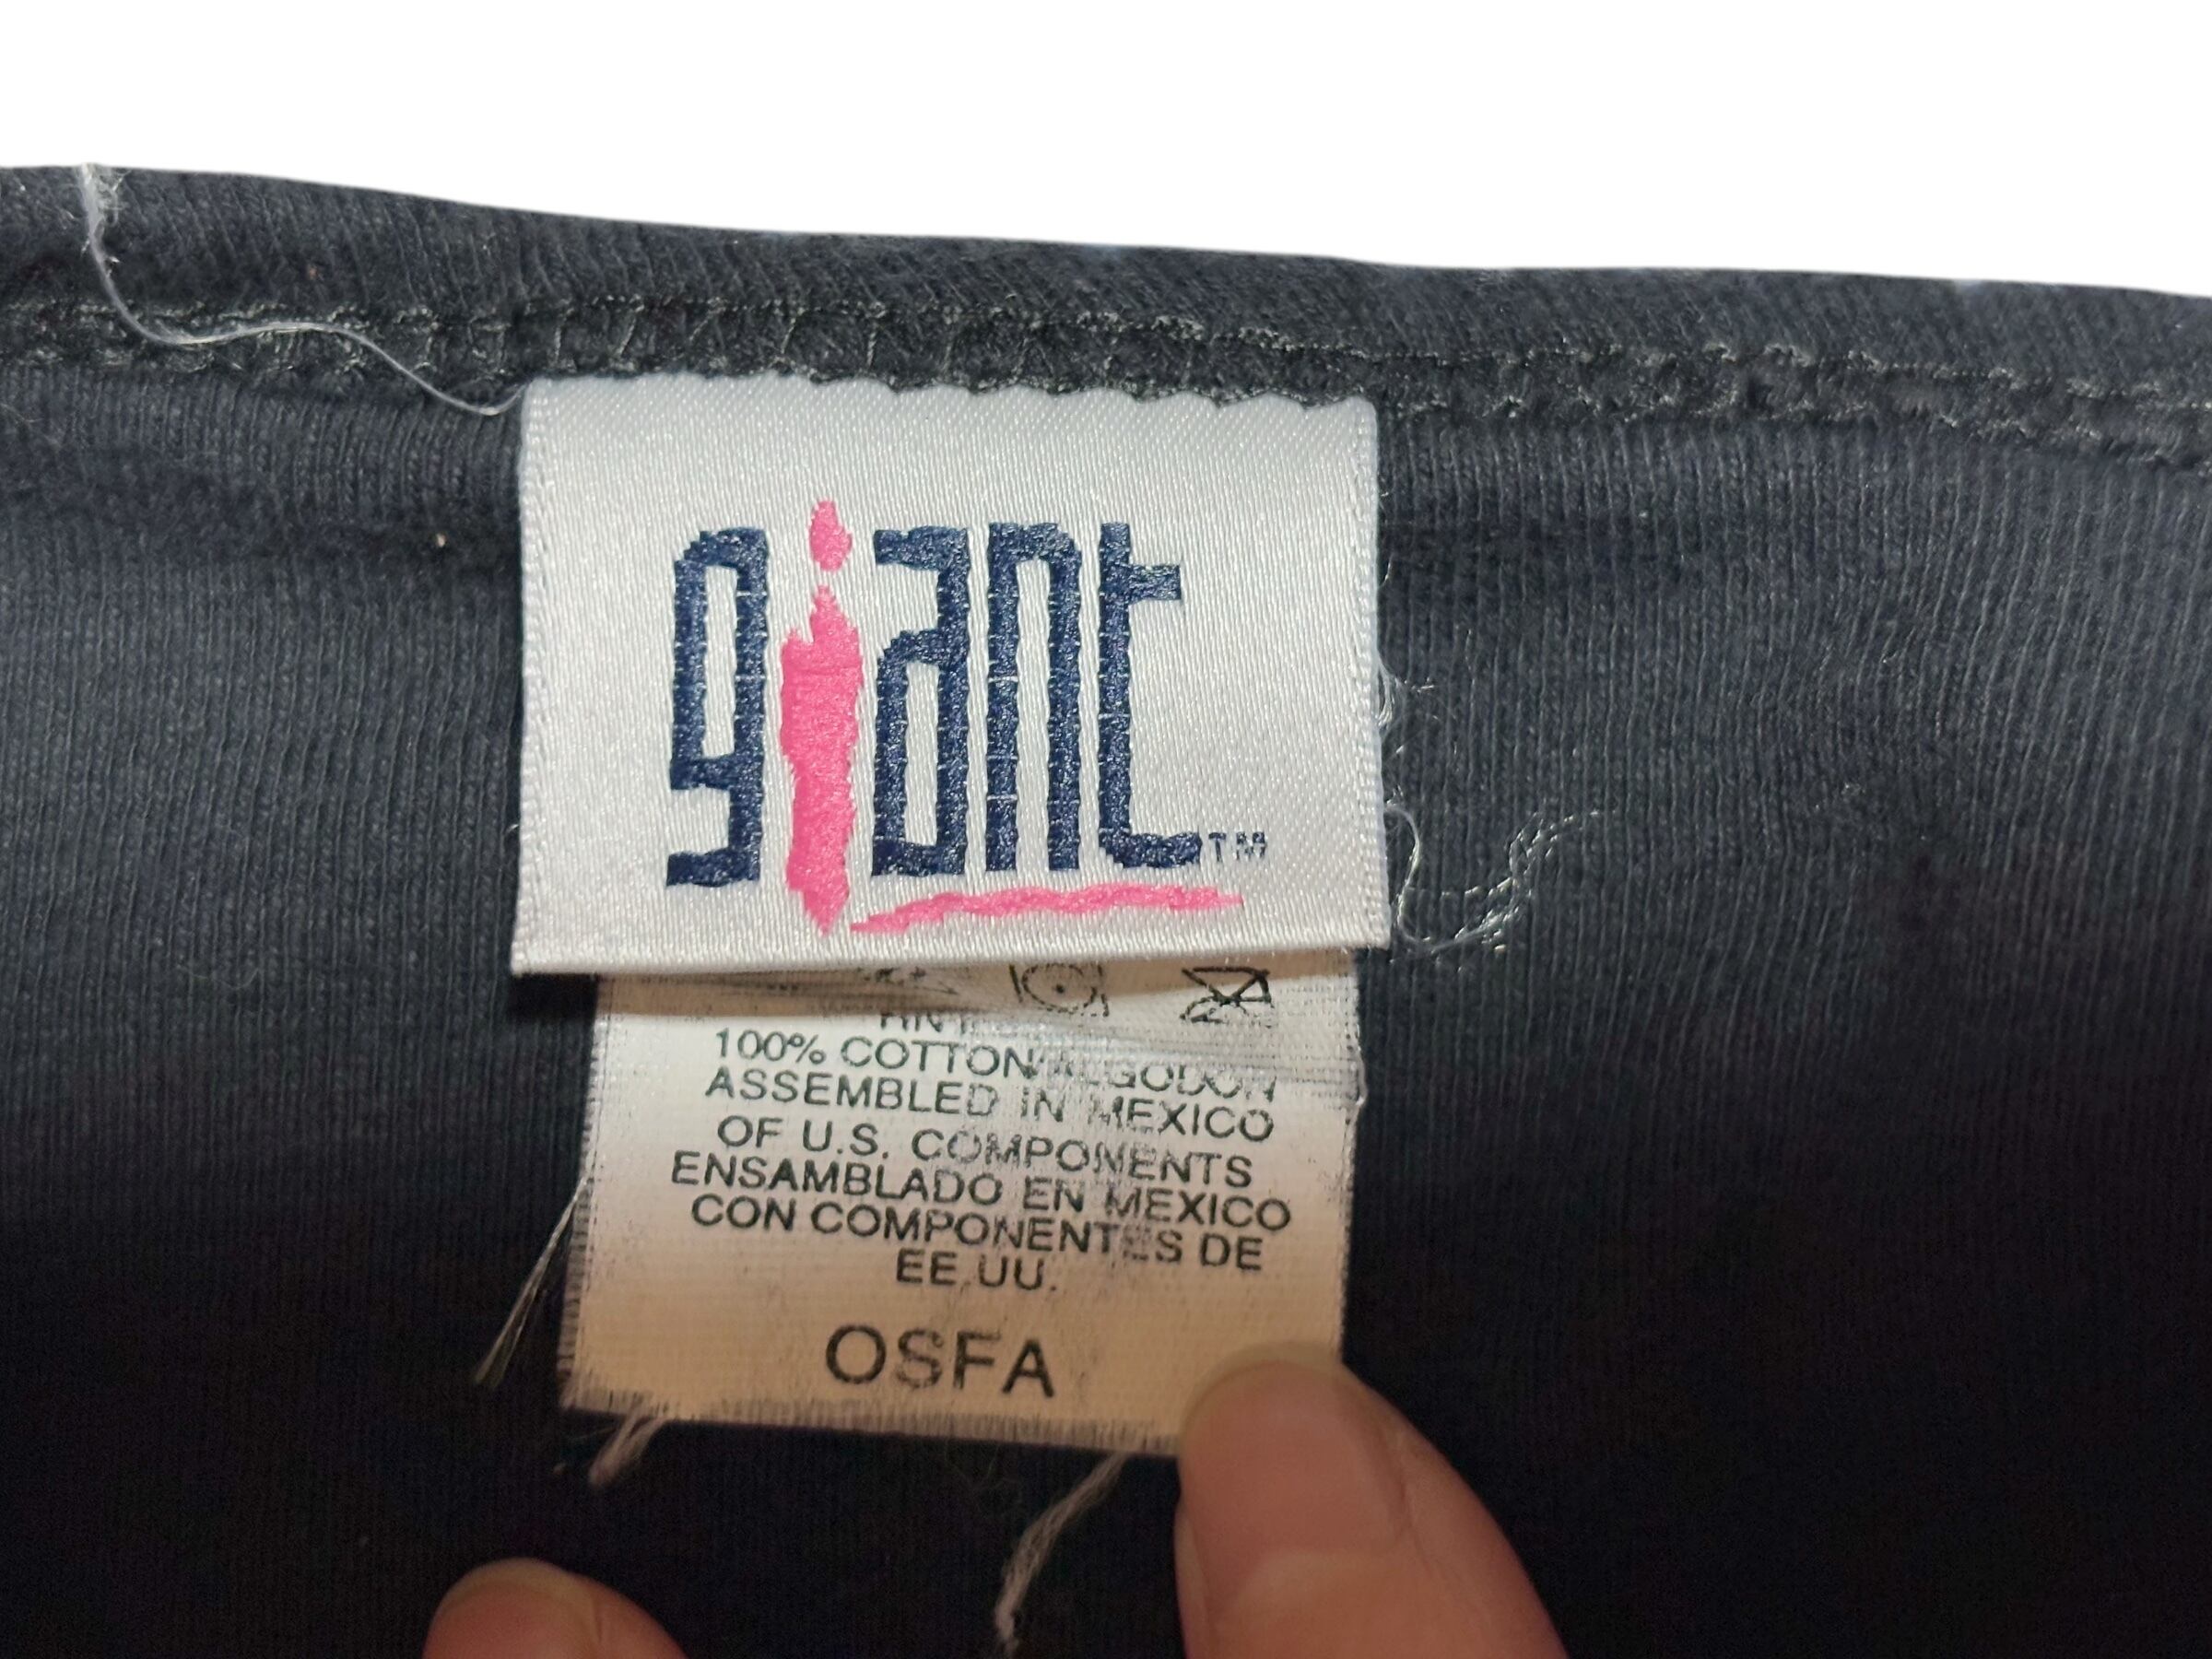 giant™
100% COTTON/ALGODON
ASSEMBLED IN MEXICO
OF U.S. COMPONENTS
ENSAMBLADO EN MEXICO
CON COMPONENTES DE
EE.UU.
OSFA